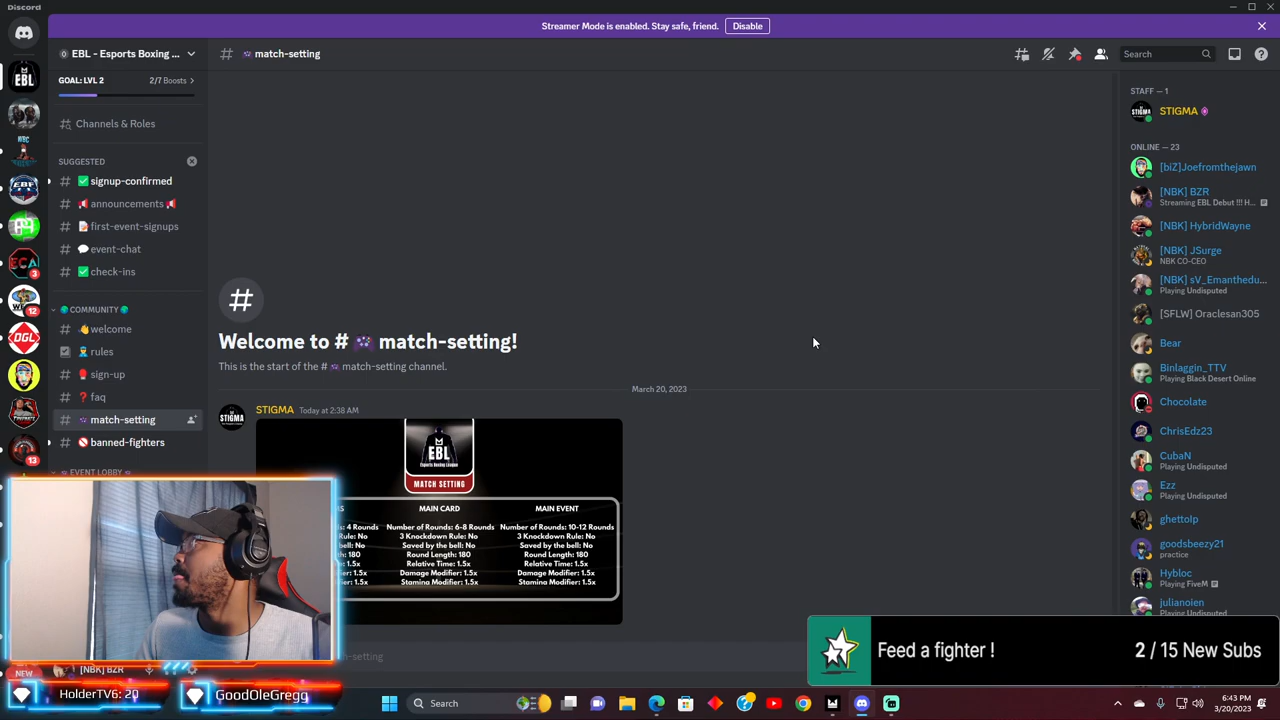 Discord
Streamer Mode is enabled. Stay safe, friend.
Disable
EBL
EBL - Esports Boxing ...
match-setting
Search
GOAL: LVL 2
2/7 Boosts
Channels & Roles
SUGGESTED
signup-confirmed
announcements
first-event-signups
event-chat
check-ins
COMMUNITY
welcome
rules
sign-up
faq
match-setting
banned-fighters
EVENT LOBBY
3
12
13
NEW
Welcome to # match-setting!
This is the start of the # match-setting channel.
March 20, 2023
STIGMA Today at 2:38 AM
EBL
Esports Boxing League
MATCH SETTING
MAIN CARD
Number of Rounds: 6-8 Rounds
3 Knockdown Rule: No
Saved by the bell: No
Round Length: 180
Relative Time: 1.5x
Damage Modifier: 1.5x
Stamina Modifier: 1.5x
MAIN EVENT
Number of Rounds: 10-12 Rounds
3 Knockdown Rule: No
Saved by the bell: No
Round Length: 180
Relative Time: 1.5x
Damage Modifier: 1.5x
Stamina Modifier: 1.5x
STAFF — 1
STIGMA
ONLINE — 23
[biZ]Joefromthejawn
[NBK] BZR
Streaming EBL Debut !!! H...
[NBK] HybridWayne
[NBK] JSurge
NBK CO-CEO
[NBK] sV_Emanthedu...
Playing Undisputed
[SFLW] Oraclesan305
Bear
Binlaggin_TTV
Playing Black Desert Online
Chocolate
ChrisEdz23
CubaN
Playing Undisputed
Ezz
Playing Undisputed
ghettolp
goodsbeezy21
practice
Hybloc
Playing FiveM
julianoien
Playing Undisputed
[NBK] BZR
Feed a fighter !
2 / 15 New Subs
HolderTV6: 20
GoodOleGregg
Search
6:43 PM
3/20/2023